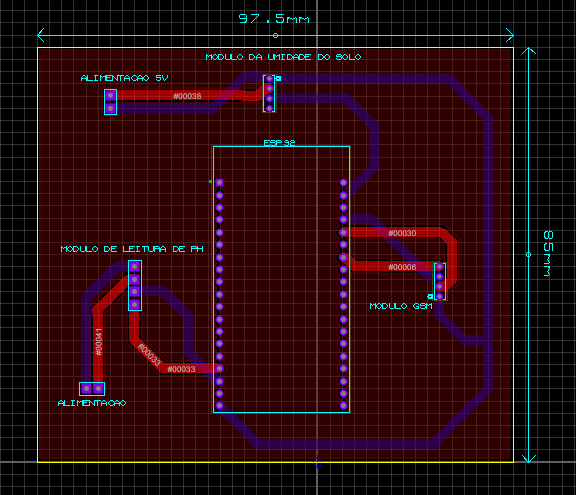 97.5mm
MODULO DA UMIDADE DO SOLO
ALIMENTACAO 5V
#00038
ESP32
#00030
85mm
MODULO DE LEITURA DE PH
#00006
MODULO GSM
#00041
#00033
#00033
ALIMENTACAO